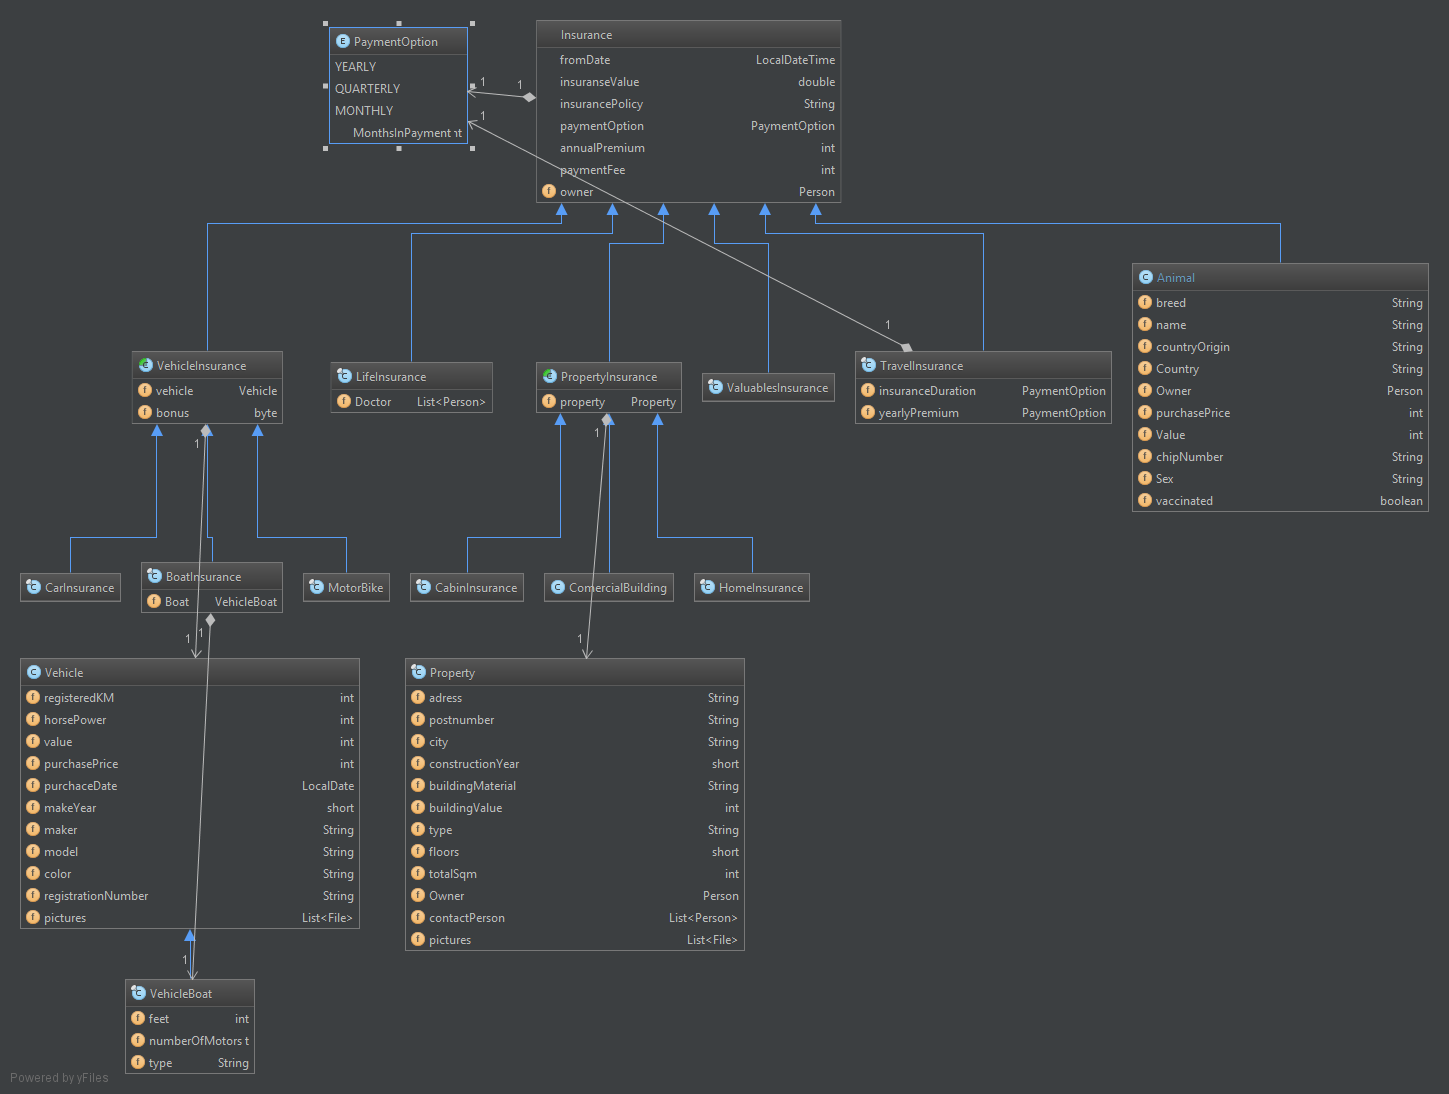 PaymentOption
YEARLY
QUARTERLY
MONTHLY
MonthsInPayment
Insurance
fromDate LocalDateTime
insuranseValue double
insurancePolicy String
paymentOption PaymentOption
annualPremium int
paymentFee int
owner Person
1
1
1
1
VehicleInsurance
vehicle Vehicle
bonus byte
LifeInsurance
Doctor List<Person>
PropertyInsurance
property Property
ValuablesInsurance
TravelInsurance
insuranceDuration PaymentOption
yearlyPremium PaymentOption
Animal
breed String
name String
countryOrigin String
Country String
Owner Person
purchasePrice int
Value int
chipNumber String
Sex String
vaccinated boolean
1
1
CarInsurance
BoatInsurance
Boat VehicleBoat
MotorBike
CabinInsurance
ComercialBuilding
HomeInsurance
1
1
1
Vehicle
registeredKM int
horsePower int
value int
purchasePrice int
purchaceDate LocalDate
makeYear short
maker String
model String
color String
registrationNumber String
pictures List<File>
Property
adress String
postnumber String
city String
constructionYear short
buildingMaterial String
buildingValue int
type String
floors short
totalSqm int
Owner Person
contactPerson List<Person>
pictures List<File>
1
VehicleBoat
feet int
numberOfMotors t
type String
Powered by yFiles